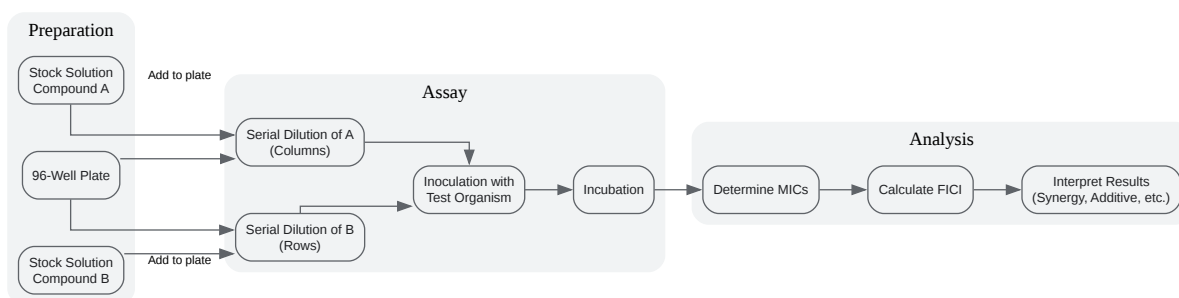 Preparation
Stock Solution
Compound A
Add to plate
96-Well Plate
Stock Solution
Compound B
Add to plate
Assay
Serial Dilution of A
(Columns)
Serial Dilution of B
(Rows)
Inoculation with
Test Organism
Incubation
Analysis
Determine MICs
Calculate FICI
Interpret Results
(Synergy, Additive, etc.)